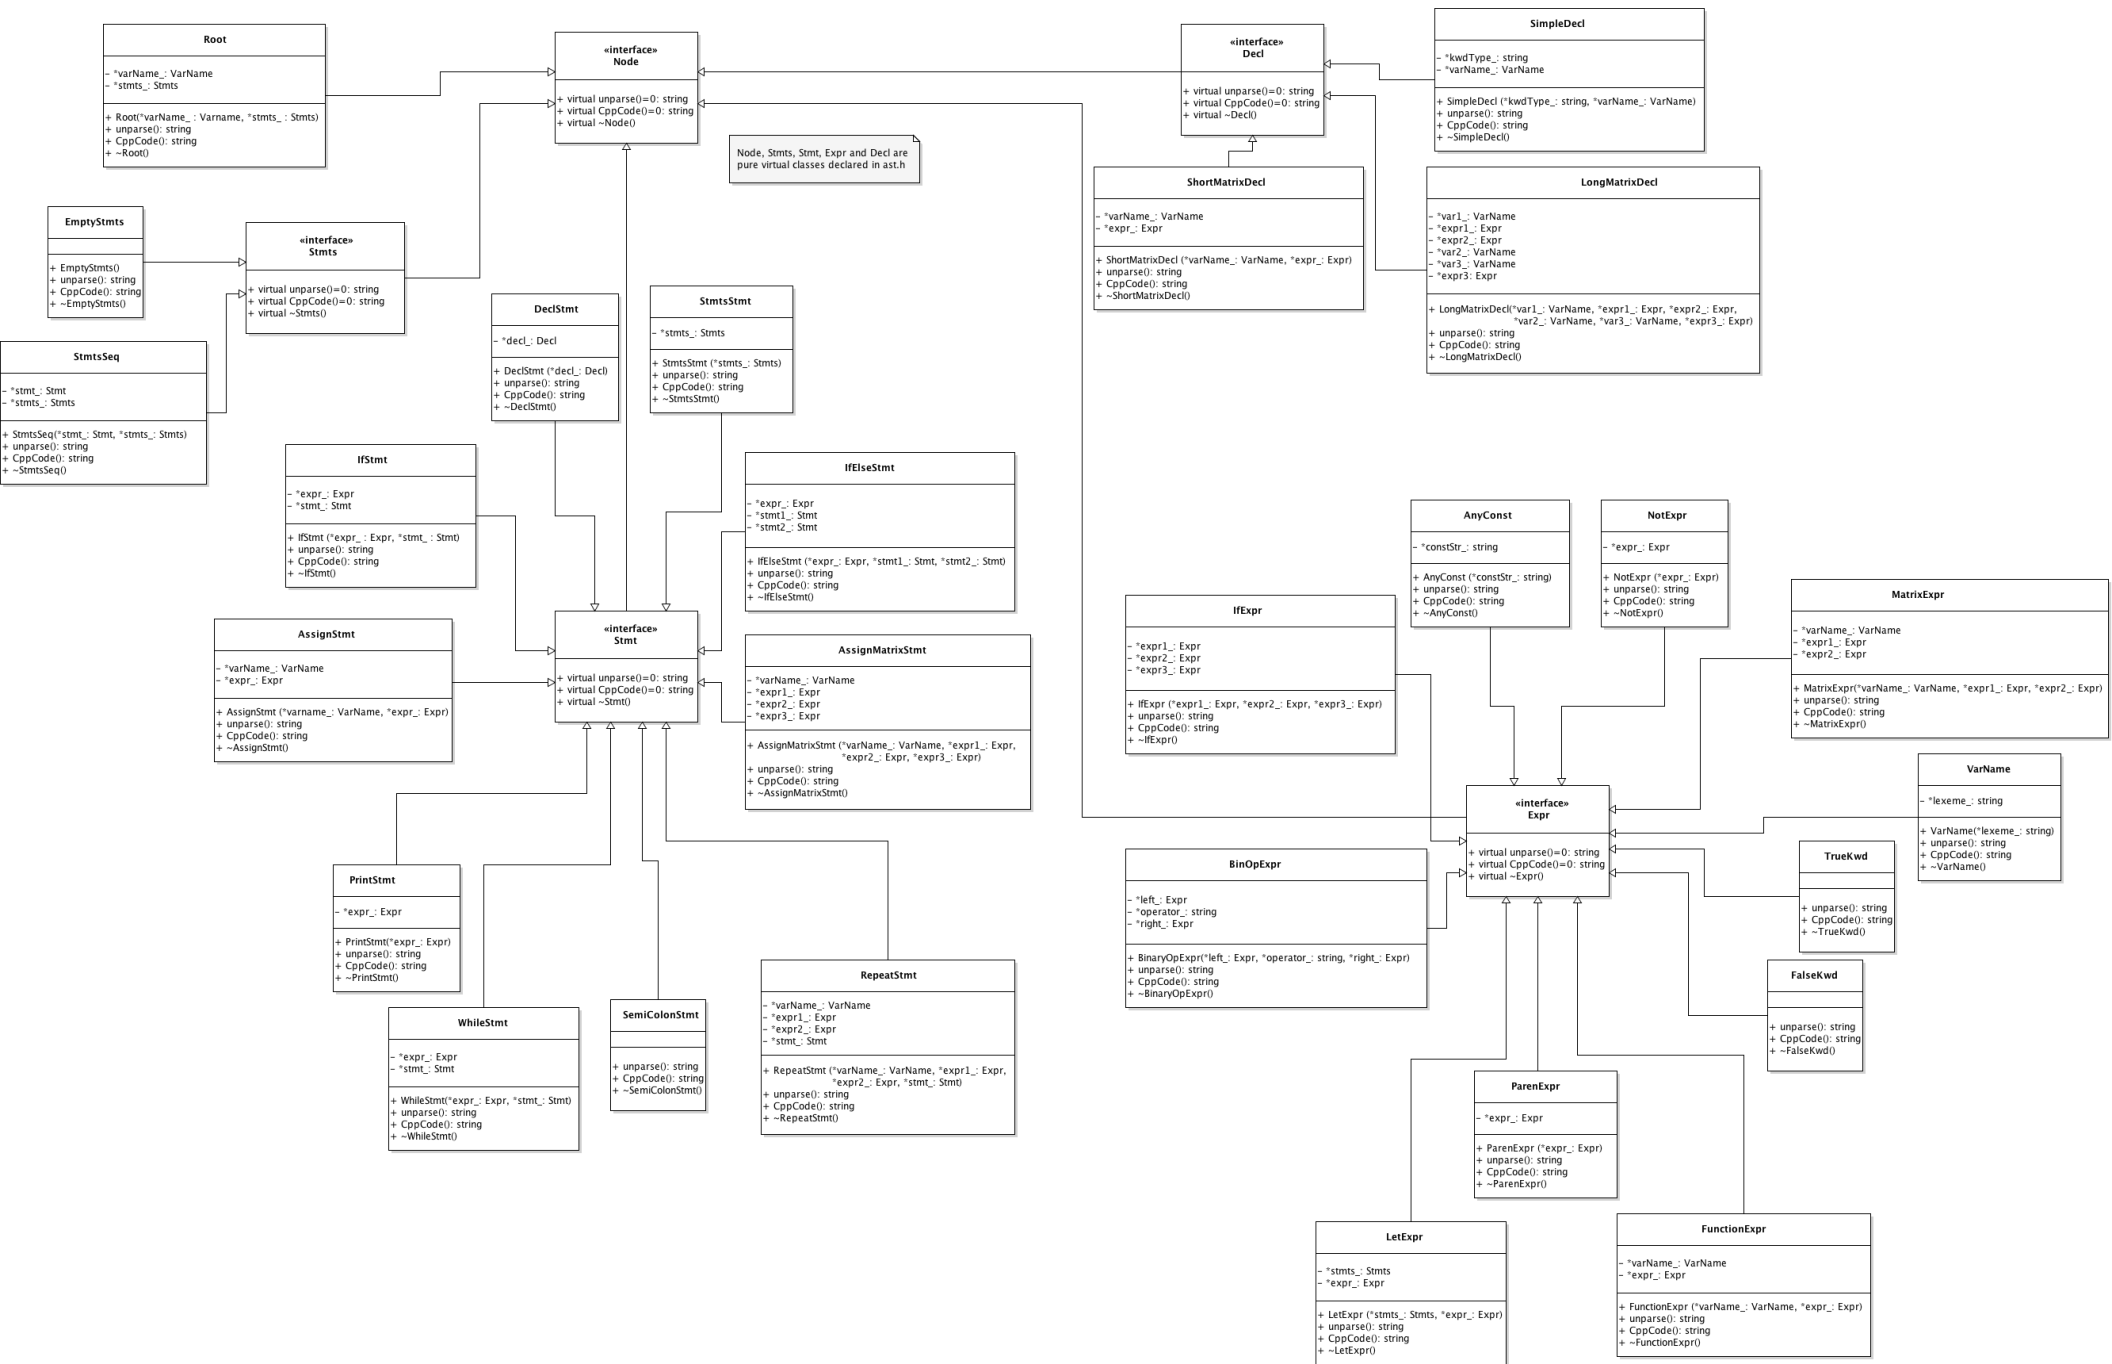 Root
– *varName_: VarName
– *stmts_: Stmts
+ Root(*varName_ : Varname, *stmts_ : Stmts)
+ unparse(): string
+ CppCode(): string
+ ~Root()
«interface»
Node
+ virtual unparse()=0: string
+ virtual CppCode()=0: string
+ virtual ~Node()
Node, Stmts, Stmt, Expr and Decl are
pure virtual classes declared in ast.h
«interface»
Decl
+ virtual unparse()=0: string
+ virtual CppCode()=0: string
+ virtual ~Decl()
SimpleDecl
– *kwdType_: string
– *varName_: VarName
+ SimpleDecl (*kwdType_: string, *varName_: VarName)
+ unparse(): string
+ CppCode(): string
+ ~SimpleDecl()
ShortMatrixDecl
– *varName_: VarName
– *expr_: Expr
+ ShortMatrixDecl (*varName_: VarName, *expr_: Expr)
+ unparse(): string
+ CppCode(): string
+ ~ShortMatrixDecl()
LongMatrixDecl
– *var1_: VarName
– *expr1_: Expr
– *expr2_: Expr
– *var2_: VarName
– *var3_: VarName
– *expr3: Expr
+ LongMatrixDecl(*var1_: VarName, *expr1_: Expr, *expr2_: Expr,
*var2_: VarName, *var3_: VarName, *expr3_: Expr)
+ unparse(): string
+ CppCode(): string
+ ~LongMatrixDecl()
EmptyStmts
+ EmptyStmts()
+ unparse(): string
+ CppCode(): string
+ ~EmptyStmts()
«interface»
Stmts
+ virtual unparse()=0: string
+ virtual CppCode()=0: string
+ virtual ~Stmts()
StmtsSeq
– *stmt_: Stmt
– *stmts_: Stmts
+ StmtsSeq(*stmt_: Stmt, *stmts_: Stmts)
+ unparse(): string
+ CppCode(): string
+ ~StmtsSeq()
DeclStmt
– *decl_: Decl
+ DeclStmt (*decl_: Decl)
+ unparse(): string
+ CppCode(): string
+ ~DeclStmt()
StmtsStmt
– *stmts_: Stmts
+ StmtsStmt (*stmts_: Stmts)
+ unparse(): string
+ CppCode(): string
+ ~StmtsStmt()
IfStmt
– *expr_: Expr
– *stmt_: Stmt
+ IfStmt (*expr_ : Expr, *stmt_ : Stmt)
+ unparse(): string
+ CppCode(): string
+ ~IfStmt()
IfElseStmt
– *expr_: Expr
– *stmt1_: Stmt
– *stmt2_: Stmt
+ IfElseStmt (*expr_: Expr, *stmt1_: Stmt, *stmt2_: Stmt)
+ unparse(): string
+ CppCode(): string
+ ~IfElseStmt()
AssignStmt
– *varName_: VarName
– *expr_: Expr
+ AssignStmt (*varname_: VarName, *expr_: Expr)
+ unparse(): string
+ CppCode(): string
+ ~AssignStmt()
«interface»
Stmt
+ virtual unparse()=0: string
+ virtual CppCode()=0: string
+ virtual ~Stmt()
AssignMatrixStmt
– *varName_: VarName
– *expr1_: Expr
– *expr2_: Expr
– *expr3_: Expr
+ AssignMatrixStmt (*varName_: VarName, *expr1_: Expr,
*expr2_: Expr, *expr3_: Expr)
+ unparse(): string
+ CppCode(): string
+ ~AssignMatrixStmt()
PrintStmt
– *expr_: Expr
+ PrintStmt(*expr_: Expr)
+ unparse(): string
+ CppCode(): string
+ ~PrintStmt()
WhileStmt
– *expr_: Expr
– *stmt_: Stmt
+ WhileStmt(*expr_: Expr, *stmt_: Stmt)
+ unparse(): string
+ CppCode(): string
+ ~WhileStmt()
SemiColonStmt
+ unparse(): string
+ CppCode(): string
+ ~SemiColonStmt()
RepeatStmt
– *varName_: VarName
– *expr1_: Expr
– *expr2_: Expr
– *stmt_: Stmt
+ RepeatStmt (*varName_: VarName, *expr1_: Expr,
*expr2_: Expr, *stmt_: Stmt)
+ unparse(): string
+ CppCode(): string
+ ~RepeatStmt()
AnyConst
– *constStr_: string
+ AnyConst (*constStr_: string)
+ unparse(): string
+ CppCode(): string
+ ~AnyConst()
NotExpr
– *expr_: Expr
+ NotExpr (*expr_: Expr)
+ unparse(): string
+ CppCode(): string
+ ~NotExpr()
IfExpr
– *expr1_: Expr
– *expr2_: Expr
– *expr3_: Expr
+ IfExpr (*expr1_: Expr, *expr2_: Expr, *expr3_: Expr)
+ unparse(): string
+ CppCode(): string
+ ~IfExpr()
MatrixExpr
– *varName_: VarName
– *expr1_: Expr
– *expr2_: Expr
+ MatrixExpr(*varName_: VarName, *expr1_: Expr, *expr2_: Expr)
+ unparse(): string
+ CppCode(): string
+ ~MatrixExpr()
«interface»
Expr
+ virtual unparse()=0: string
+ virtual CppCode()=0: string
+ virtual ~Expr()
VarName
– *lexeme_: string
+ VarName(*lexeme_: string)
+ unparse(): string
+ CppCode(): string
+ ~VarName()
BinOpExpr
– *left_: Expr
– *operator_: string
– *right_: Expr
+ BinaryOpExpr(*left_: Expr, *operator_: string, *right_: Expr)
+ unparse(): string
+ CppCode(): string
+ ~BinaryOpExpr()
TrueKwd
+ unparse(): string
+ CppCode(): string
+ ~TrueKwd()
FalseKwd
+ unparse(): string
+ CppCode(): string
+ ~FalseKwd()
ParenExpr
– *expr_: Expr
+ ParenExpr (*expr_: Expr)
+ unparse(): string
+ CppCode(): string
+ ~ParenExpr()
LetExpr
– *stmts_: Stmts
– *expr_: Expr
+ LetExpr (*stmts_: Stmts, *expr_: Expr)
+ unparse(): string
+ CppCode(): string
+ ~LetExpr()
FunctionExpr
– *varName_: VarName
– *expr_: Expr
+ FunctionExpr (*varName_: VarName, *expr_: Expr)
+ unparse(): string
+ CppCode(): string
+ ~FunctionExpr()